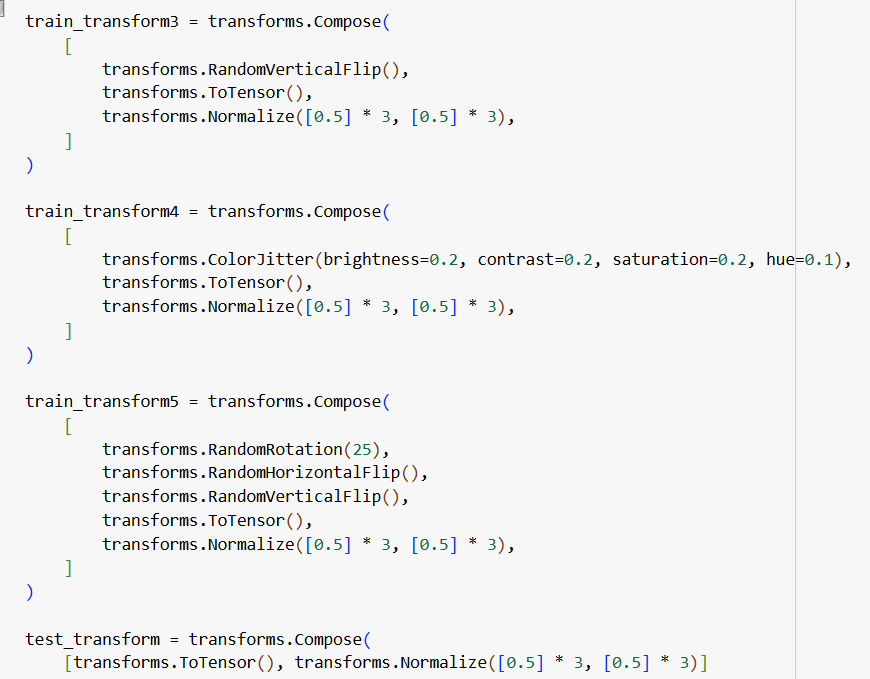 train_transform3 = transforms.Compose(
    [
        transforms.RandomVerticalFlip(),
        transforms.ToTensor(),
        transforms.Normalize([0.5] * 3, [0.5] * 3),
    ]
)

train_transform4 = transforms.Compose(
    [
        transforms.ColorJitter(brightness=0.2, contrast=0.2, saturation=0.2, hue=0.1),
        transforms.ToTensor(),
        transforms.Normalize([0.5] * 3, [0.5] * 3),
    ]
)

train_transform5 = transforms.Compose(
    [
        transforms.RandomRotation(25),
        transforms.RandomHorizontalFlip(),
        transforms.RandomVerticalFlip(),
        transforms.ToTensor(),
        transforms.Normalize([0.5] * 3, [0.5] * 3),
    ]
)

test_transform = transforms.Compose(
    [transforms.ToTensor(), transforms.Normalize([0.5] * 3, [0.5] * 3)]